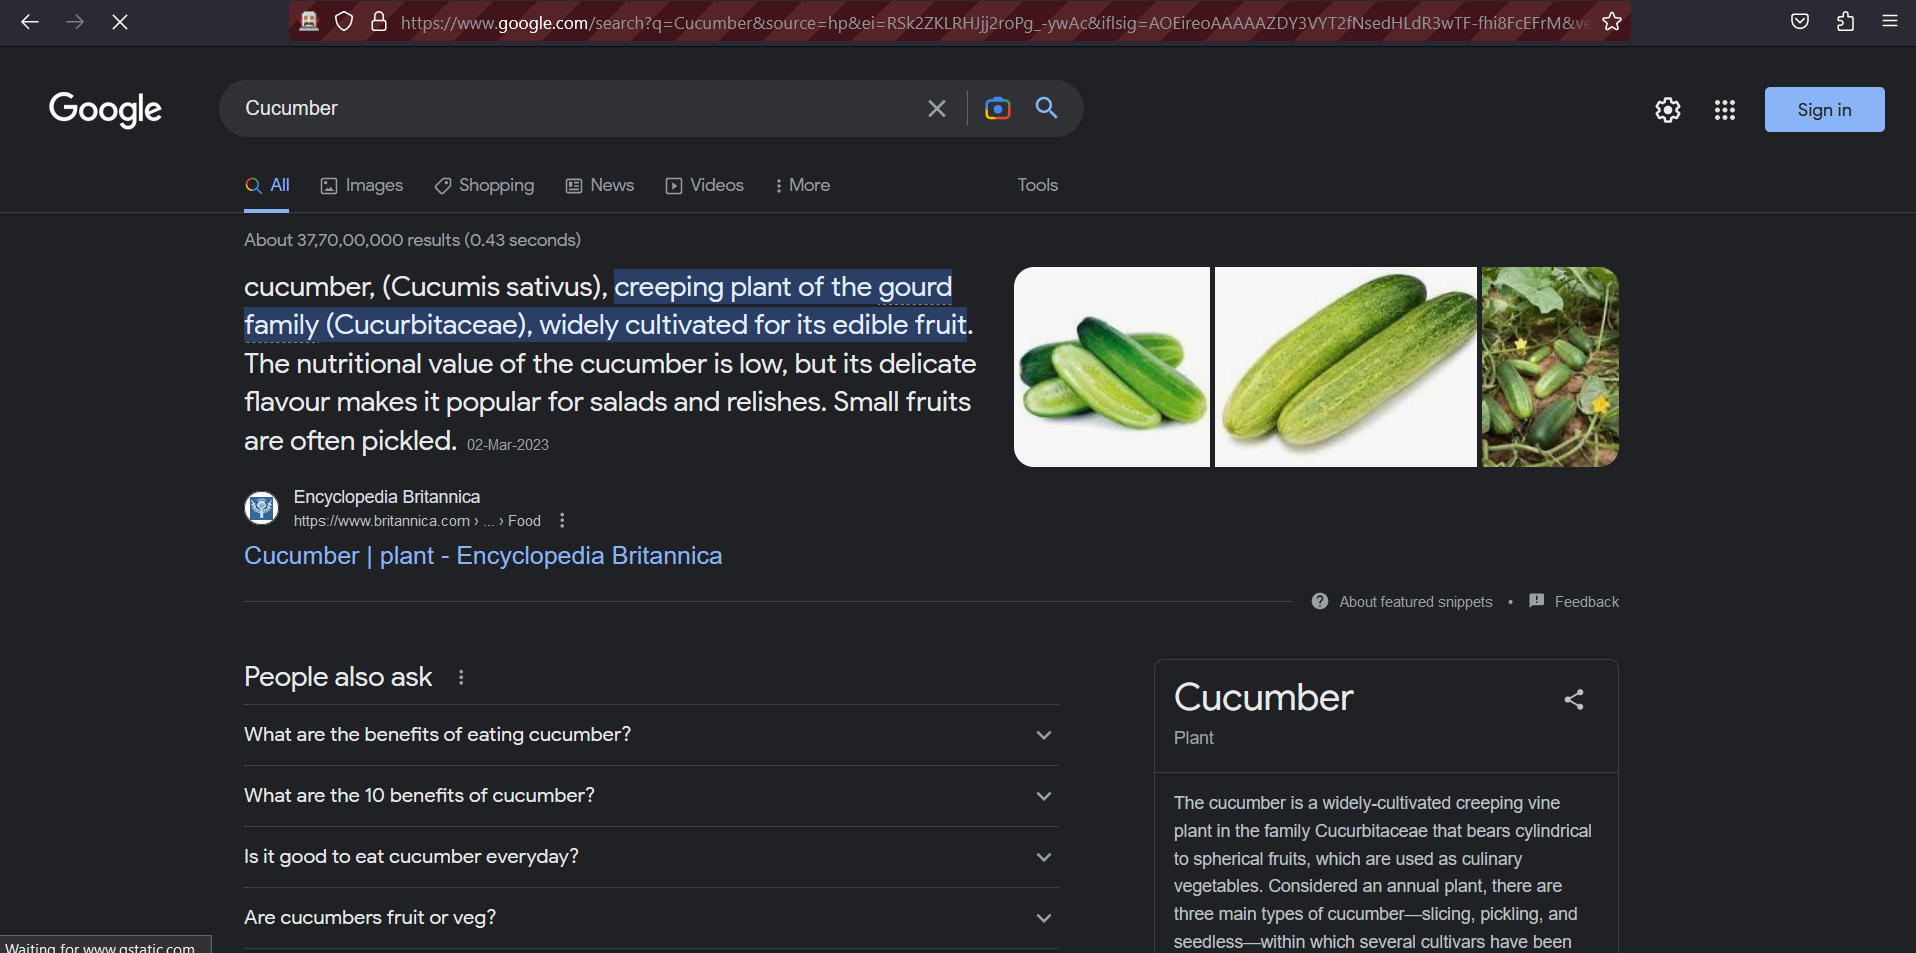 https://www.google.com/search?q=Cucumber&source=hp&ei=RSk2ZKLRHJjj2roPg_-ywAc&iflsig=AOEireoAAAAAZDY3VYT2fNsedHLdR3wTF-fhi8FcEFrM&ve
Google
Cucumber
Sign in
All Images Shopping News Videos More Tools
About 37,70,00,000 results (0.43 seconds)
cucumber, (Cucumis sativus), creeping plant of the gourd
family (Cucurbitaceae), widely cultivated for its edible fruit.
The nutritional value of the cucumber is low, but its delicate
flavour makes it popular for salads and relishes. Small fruits
are often pickled. 02-Mar-2023
Encyclopedia Britannica
https://www.britannica.com › ... › Food
Cucumber | plant - Encyclopedia Britannica
About featured snippets • Feedback
People also ask
What are the benefits of eating cucumber?
What are the 10 benefits of cucumber?
Is it good to eat cucumber everyday?
Are cucumbers fruit or veg?
Cucumber
Plant
The cucumber is a widely-cultivated creeping vine
plant in the family Cucurbitaceae that bears cylindrical
to spherical fruits, which are used as culinary
vegetables. Considered an annual plant, there are
three main types of cucumber—slicing, pickling, and
seedless—within which several cultivars have been
Waiting for www.gstatic.com